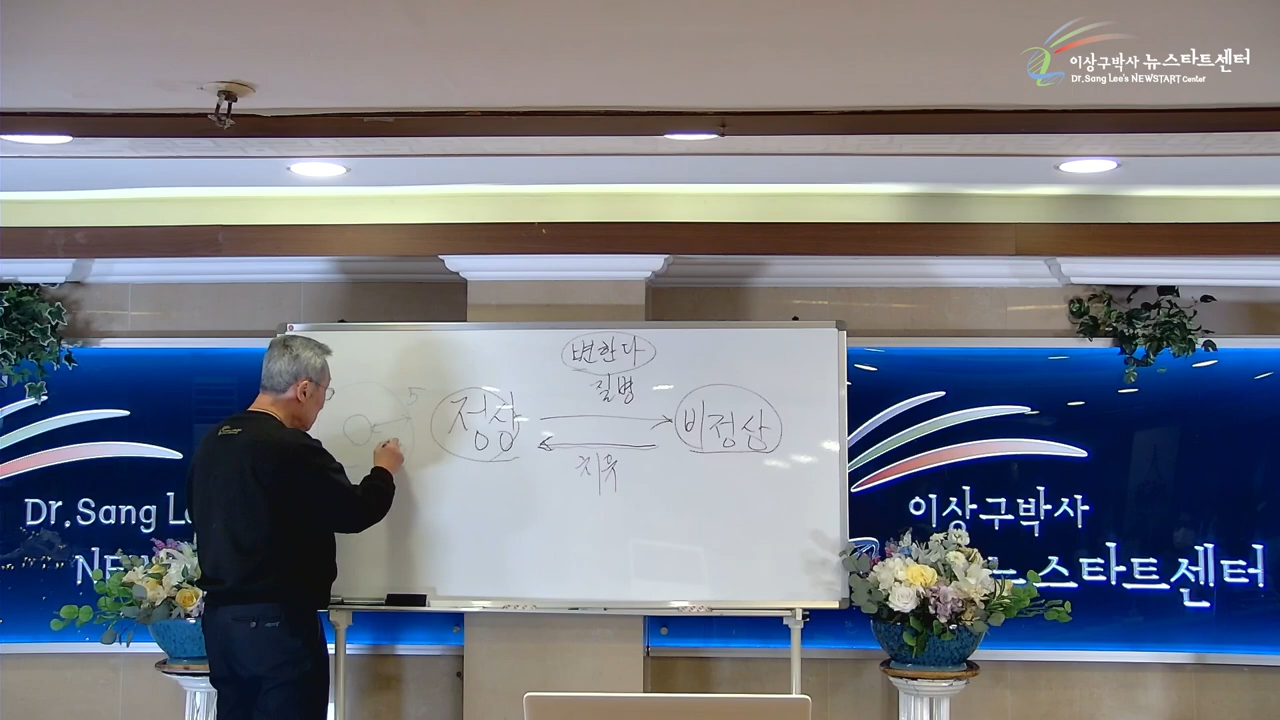 이상구박사 뉴스타트센터
Dr. Sang Lee's NEWSTART Center
변한다
질병
5
정상
비정상
치유
Dr. Sang
이상구박사
뉴스타트센터